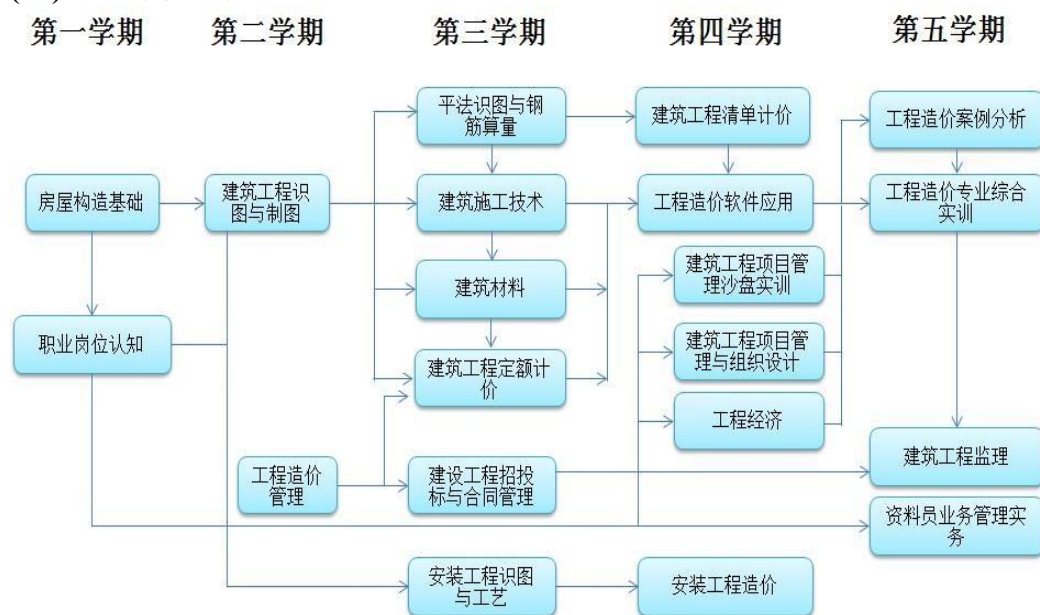 第一学期
第二学期
第三学期
第四学期
第五学期
平法识图与钢
筋算量
建筑工程清单计价
工程造价案例分析
房屋构造基础
建筑工程识
图与制图
建筑施工技术
工程造价软件应用
工程造价专业综合
实训
建筑材料
建筑工程项目管
理沙盘实训
职业岗位认知
建筑工程定额计
价
建筑工程项目管
理与组织设计
工程经济
工程造价
管理
建设工程招投
标与合同管理
建筑工程监理
资料员业务管理实
务
安装工程识图
与工艺
安装工程造价